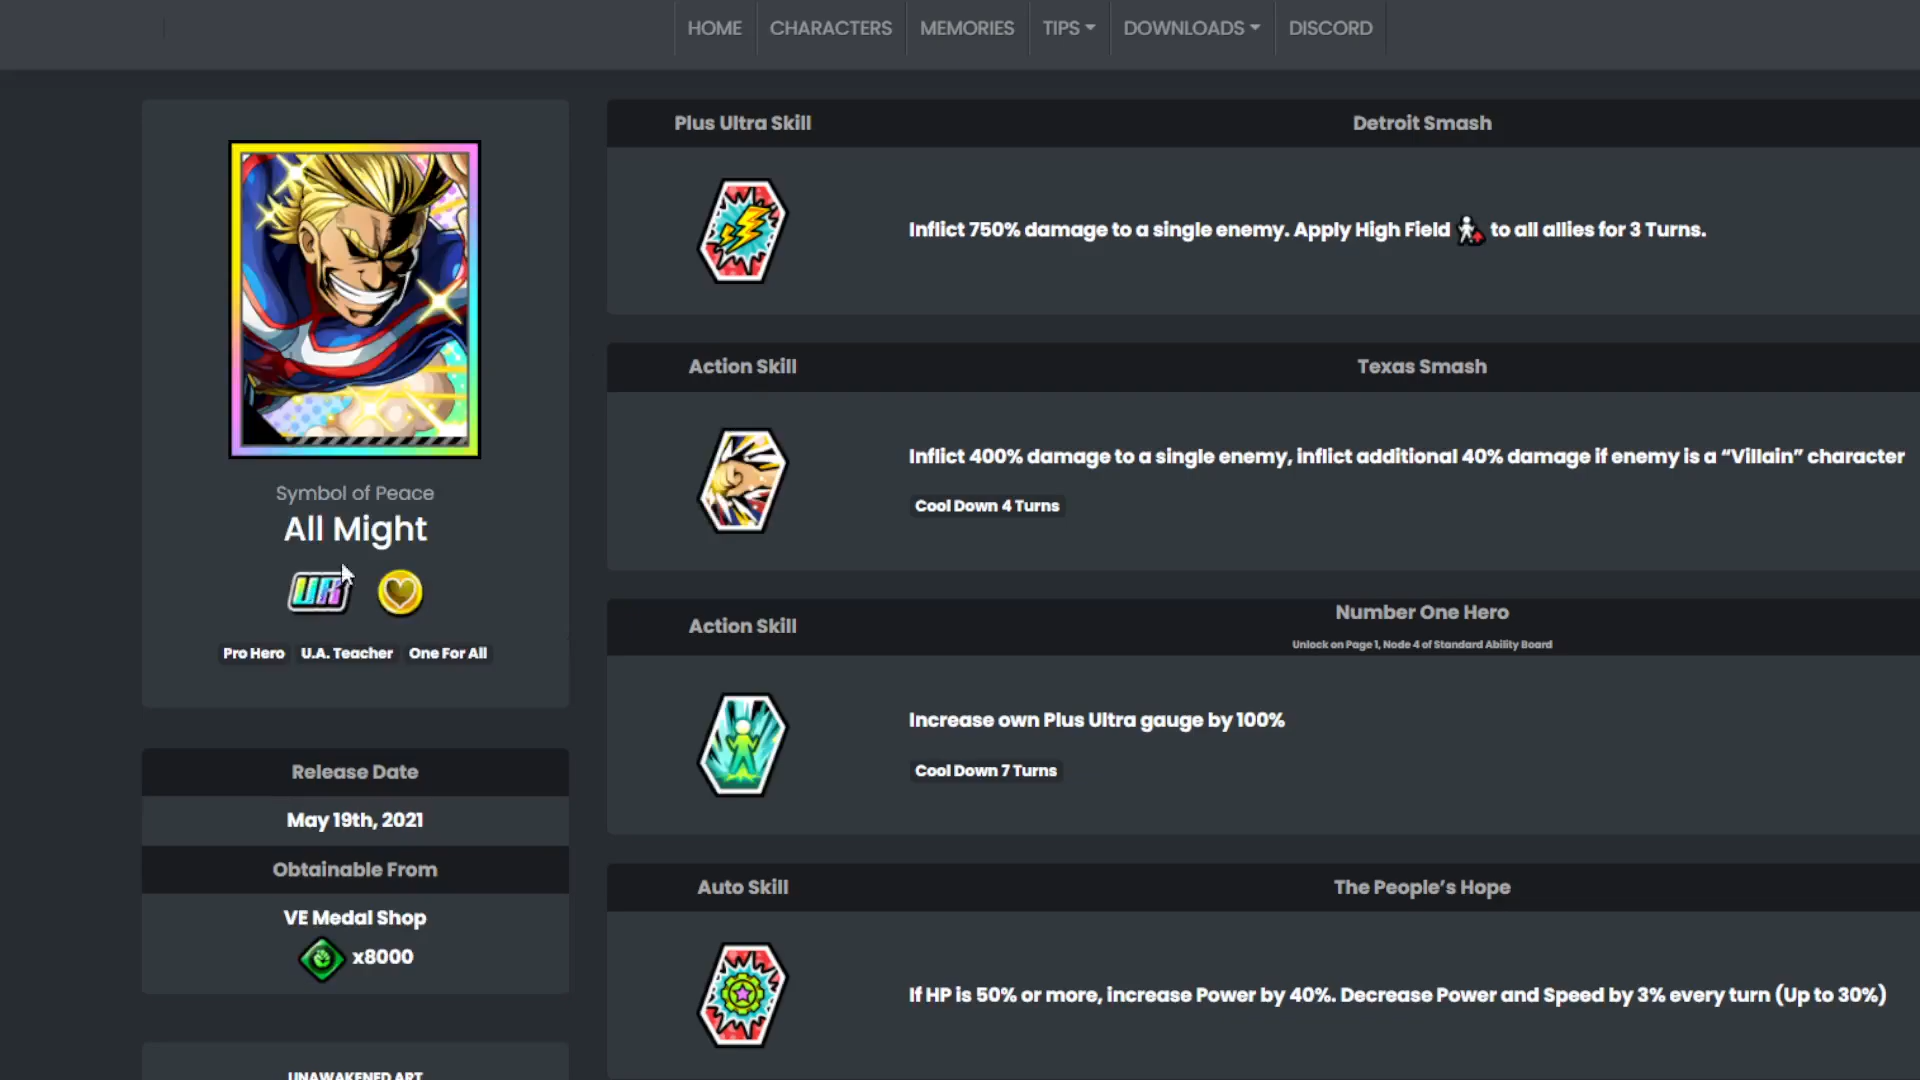 HOME
CHARACTERS
MEMORIES
TIPS
DOWNLOADS
DISCORD
Symbol of Peace
All Might
UR
Pro Hero
U.A. Teacher
One For All
Release Date
May 19th, 2021
Obtainable From
VE Medal Shop
x8000
UNAWAKENED ART
Plus Ultra Skill
Detroit Smash
Inflict 750% damage to a single enemy. Apply High Field to all allies for 3 Turns.
Action Skill
Texas Smash
Inflict 400% damage to a single enemy, inflict additional 40% damage if enemy is a “Villain” character
Cool Down 4 Turns
Action Skill
Number One Hero
Unlock on Page 1, Node 4 of Standard Ability Board
Increase own Plus Ultra gauge by 100%
Cool Down 7 Turns
Auto Skill
The People’s Hope
If HP is 50% or more, increase Power by 40%. Decrease Power and Speed by 3% every turn (Up to 30%)